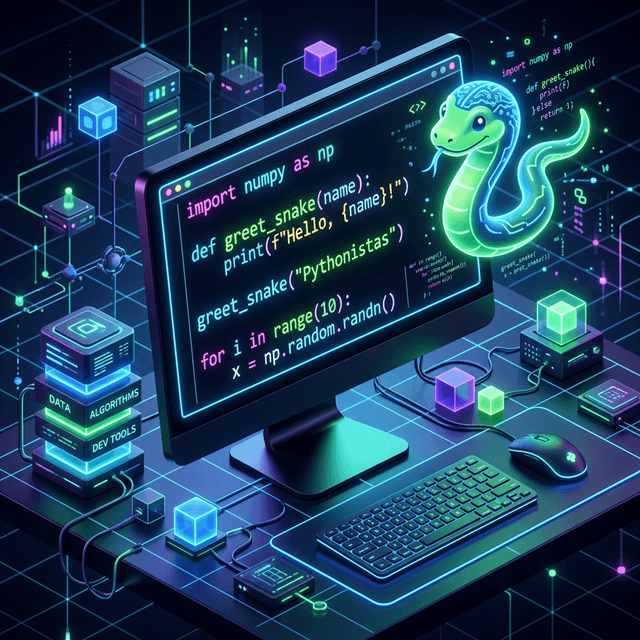 import numpy as np
def greet_snake(name):
print(f"Hello, {name}!")
greet_snake("Pythonistas")
for i in range(10):
x = np.random.randn()
</>
import numpy as np
def greet_snake(){
print(f)
}else
return 1;
DATA
ALGORITHMS
DEV TOOLS